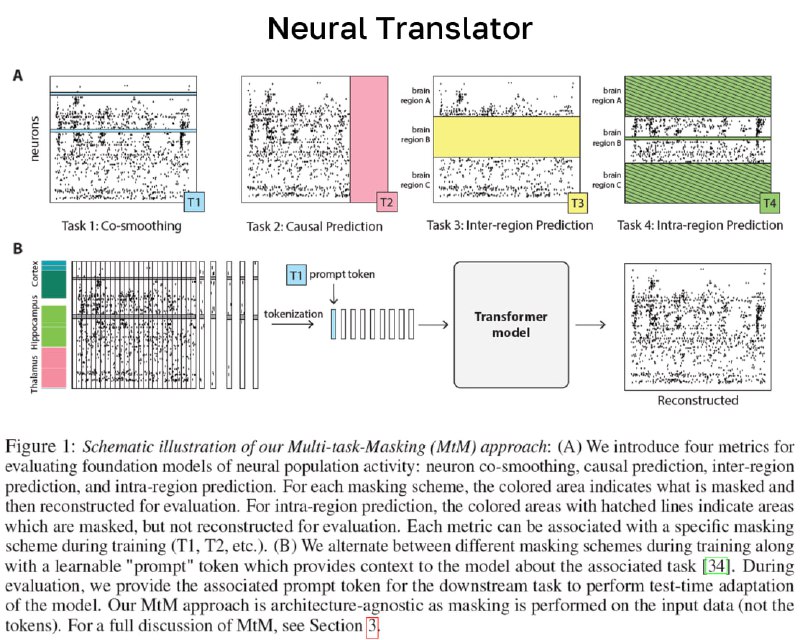 Neural Translator
A
neurons
T1
Task 1: Co-smoothing
T2
Task 2: Causal Prediction
brain
region A
brain
region B
brain
region C
T3
Task 3: Inter-region Prediction
brain
region A
brain
region B
brain
region C
T4
Task 4: Intra-region Prediction
B
Cortex
Hippocampus
Thalamus
tokenization
T1
prompt token
Transformer
model
Reconstructed
Figure 1: Schematic illustration of our Multi-task-Masking (MtM) approach: (A) We introduce four metrics for
evaluating foundation models of neural population activity: neuron co-smoothing, causal prediction, inter-region
prediction, and intra-region prediction. For each masking scheme, the colored area indicates what is masked and
then reconstructed for evaluation. For intra-region prediction, the colored areas with hatched lines indicate areas
which are masked, but not reconstructed for evaluation. Each metric can be associated with a specific masking
scheme during training (T1, T2, etc.). (B) We alternate between different masking schemes during training along
with a learnable "prompt" token which provides context to the model about the associated task [34]. During
evaluation, we provide the associated prompt token for the downstream task to perform test-time adaptation
of the model. Our MtM approach is architecture-agnostic as masking is performed on the input data (not the
tokens). For a full discussion of MtM, see Section 3.